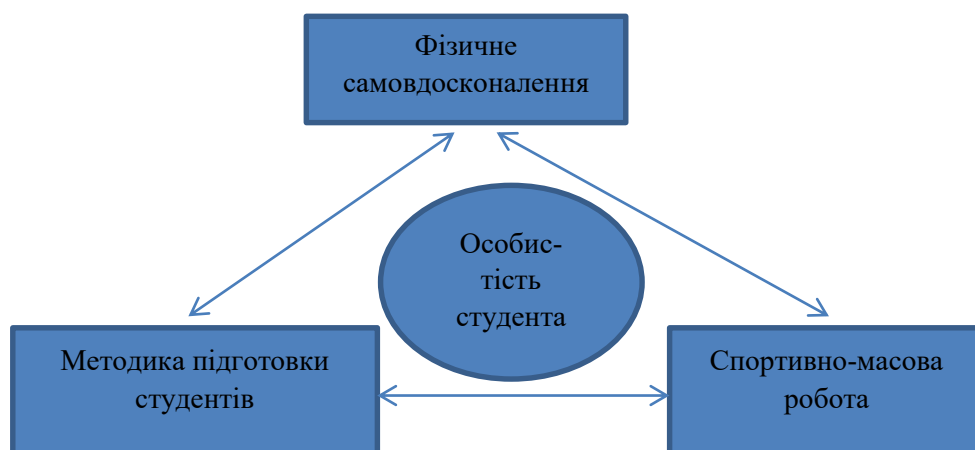 Фізичне
самовдосконалення
Особис-
тість
студента
Методика підготовки
студентів
Спортивно-масова
робота